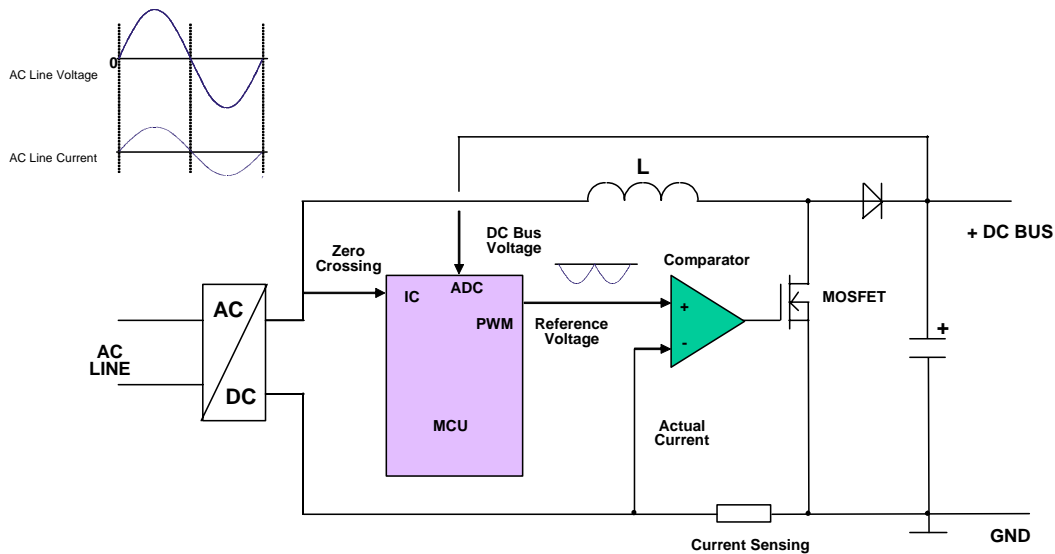 0
AC Line Voltage
AC Line Current
L
+ DC BUS
DC Bus
Voltage
Zero
Crossing
Comparator
IC
ADC
MOSFET
AC
+
PWM
Reference
Voltage
+
AC
LINE
-
DC
MCU
Actual
Current
GND
Current Sensing